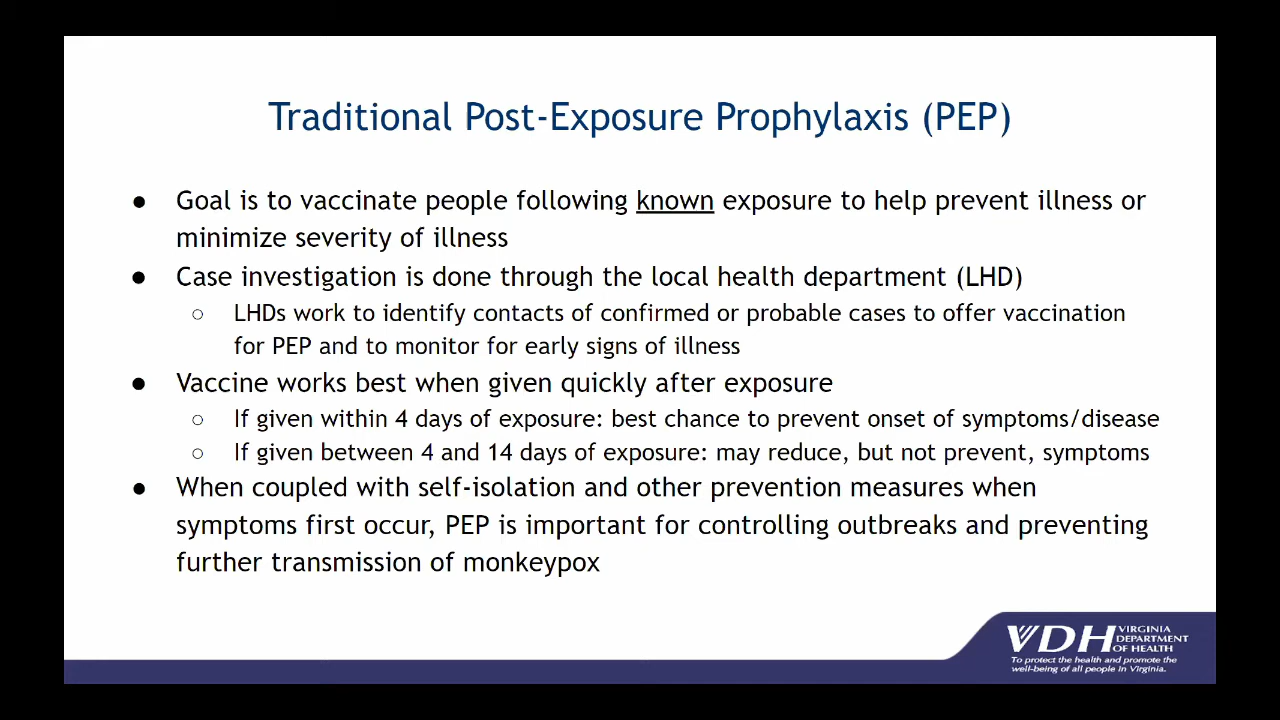 Traditional Post-Exposure Prophylaxis (PEP)
● Goal is to vaccinate people following known exposure to help prevent illness or
minimize severity of illness
● Case investigation is done through the local health department (LHD)
○ LHDs work to identify contacts of confirmed or probable cases to offer vaccination
for PEP and to monitor for early signs of illness
● Vaccine works best when given quickly after exposure
○ If given within 4 days of exposure: best chance to prevent onset of symptoms/disease
○ If given between 4 and 14 days of exposure: may reduce, but not prevent, symptoms
● When coupled with self-isolation and other prevention measures when
symptoms first occur, PEP is important for controlling outbreaks and preventing
further transmission of monkeypox
VDH VIRGINIA
DEPARTMENT
OF HEALTH
To protect the health and promote the
well-being of all people in Virginia.